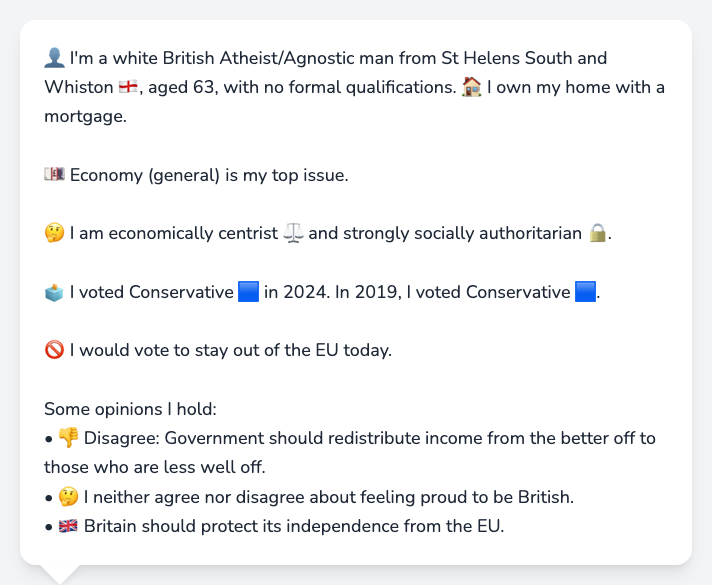 👤 I'm a white British Atheist/Agnostic man from St Helens South and
Whiston 🏴󠁧󠁢󠁥󠁮󠁧󠁿, aged 63, with no formal qualifications. 🏠 I own my home with a
mortgage.
💷 Economy (general) is my top issue.
🤔 I am economically centrist ⚖️ and strongly socially authoritarian 🔒.
🗳️ I voted Conservative 🟦 in 2024. In 2019, I voted Conservative 🟦.
🚫 I would vote to stay out of the EU today.
Some opinions I hold:
• 👎 Disagree: Government should redistribute income from the better off to
those who are less well off.
• 🤔 I neither agree nor disagree about feeling proud to be British.
• 🇬🇧 Britain should protect its independence from the EU.